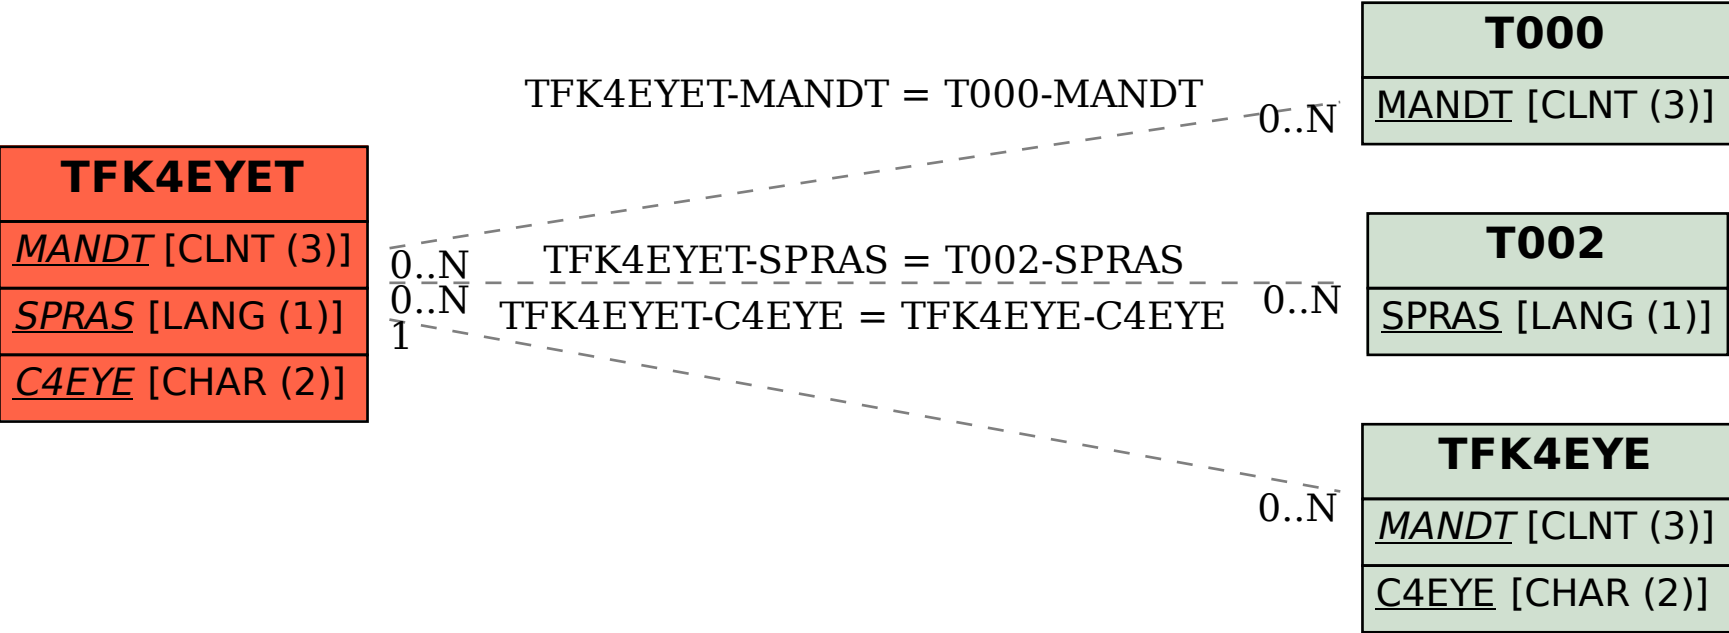 TFK4EYET
MANDT [CLNT (3)]
SPRAS [LANG (1)]
C4EYE [CHAR (2)]
TFK4EYET-MANDT = T000-MANDT
0..N
0..N
TFK4EYET-SPRAS = T002-SPRAS
0..N
0..N
TFK4EYET-C4EYE = TFK4EYE-C4EYE
1
0..N
T000
MANDT [CLNT (3)]
T002
SPRAS [LANG (1)]
TFK4EYE
MANDT [CLNT (3)]
C4EYE [CHAR (2)]